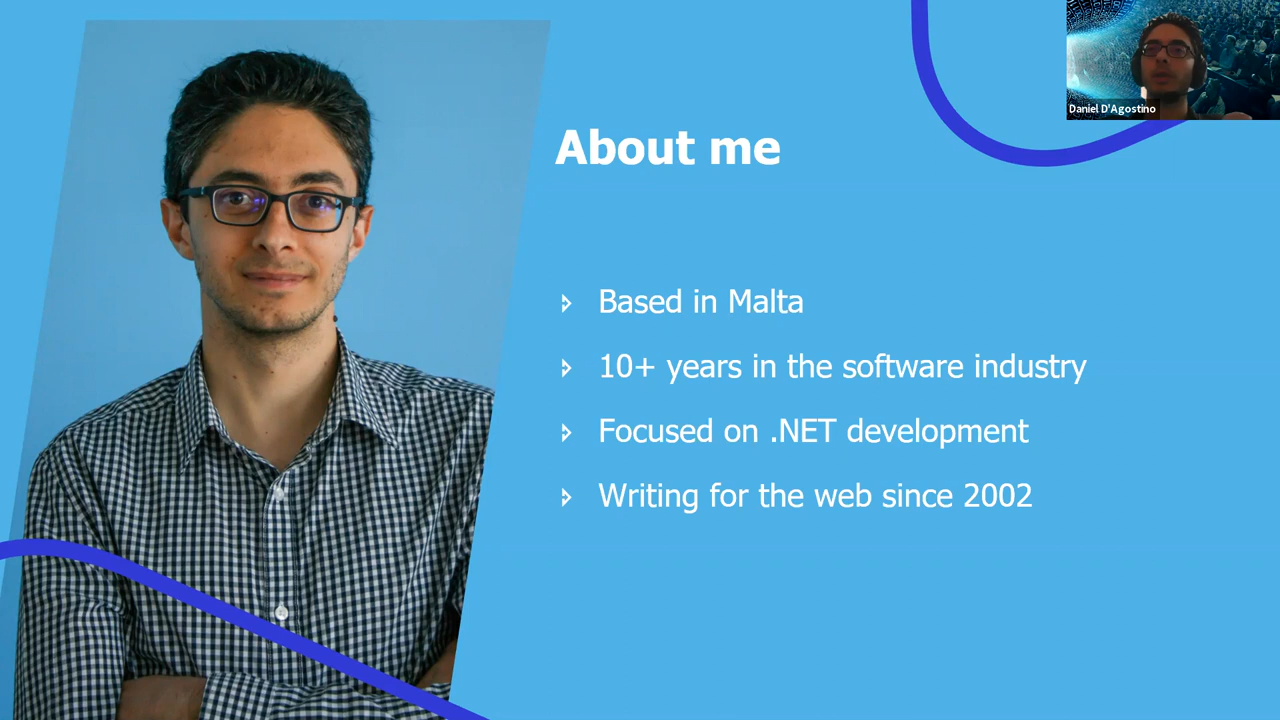 Daniel D'Agostino
About me
Based in Malta
10+ years in the software industry
Focused on .NET development
Writing for the web since 2002